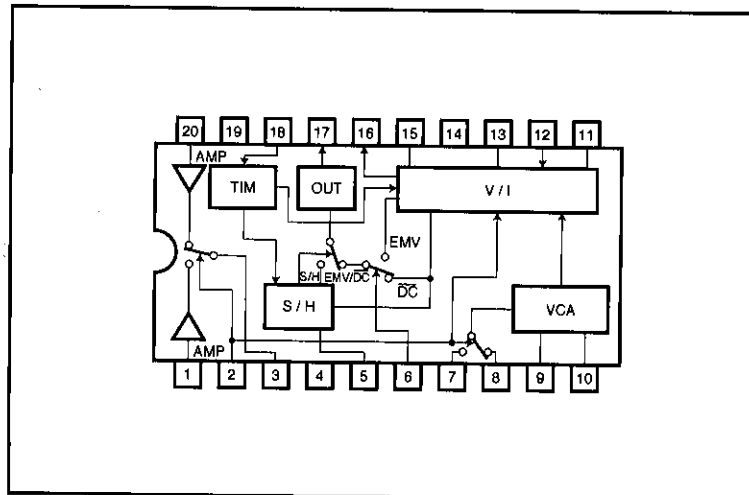 20 19 18 17 16 15 14 13 12 11
AMP
TIM OUT V / I
EMV
S/H EMV/DC̅ D̅C̅
S / H VCA
AMP
1 2 3 4 5 6 7 8 9 10